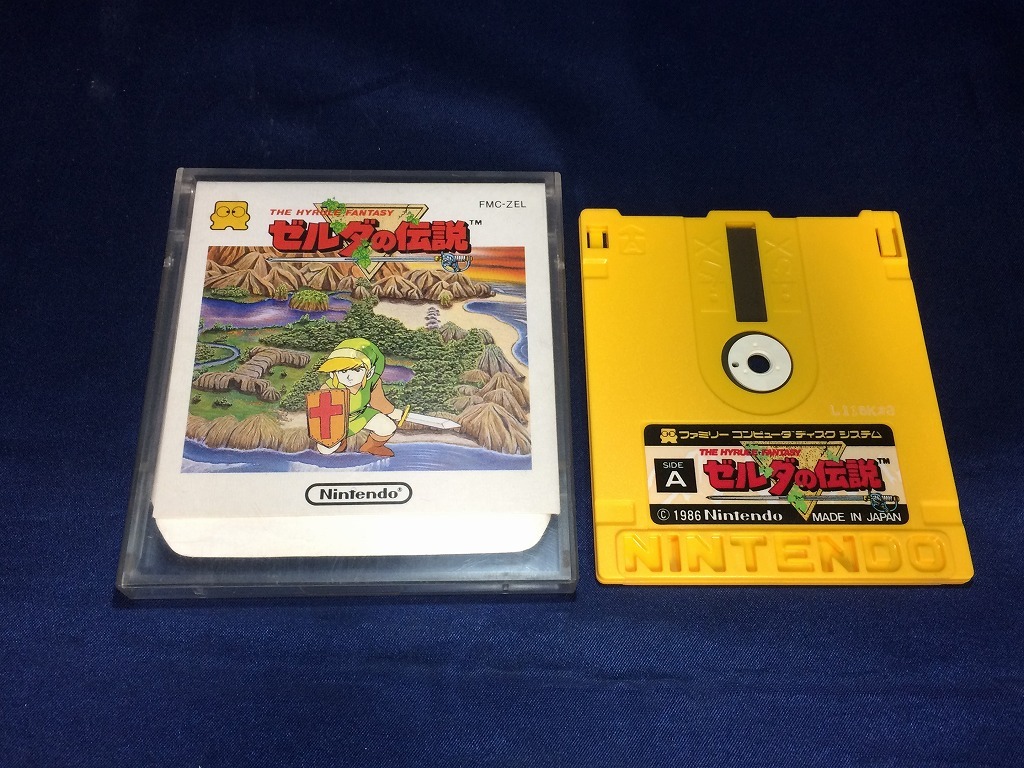 FMC-ZEL
THE HYRULE FANTASY
ゼルダの伝説™
Nintendo®
ファミリー コンピュータ ディスク システム
THE HYRULE FANTASY
SIDE
A
ゼルダの伝説™
© 1986 Nintendo
MADE IN JAPAN
NINTENDO